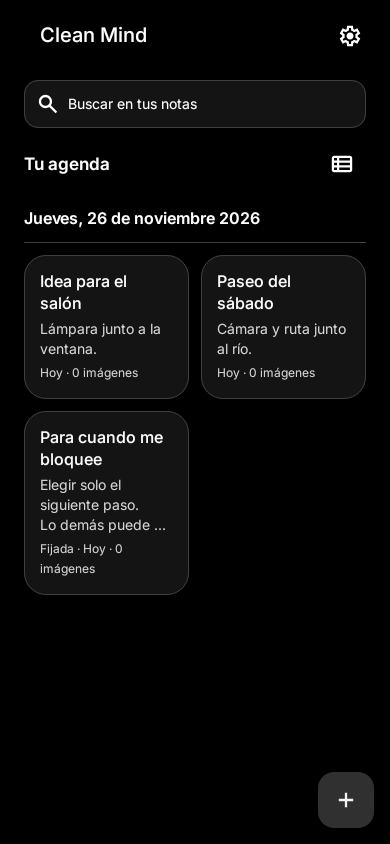 Clean Mind
Buscar en tus notas
Tu agenda
Jueves, 26 de noviembre 2026
Idea para el
salón
Lámpara junto a la
ventana.
Hoy · 0 imágenes
Paseo del
sábado
Cámara y ruta junto
al río.
Hoy · 0 imágenes
Para cuando me
bloquee
Elegir solo el
siguiente paso.
Lo demás puede ...
Fijada · Hoy · 0
imágenes